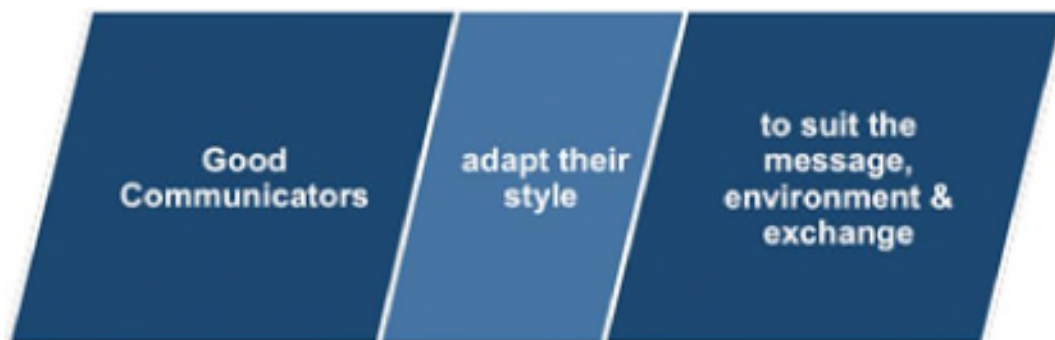 Good
Communicators
adapt their
style
to suit the
message,
environment &
exchange